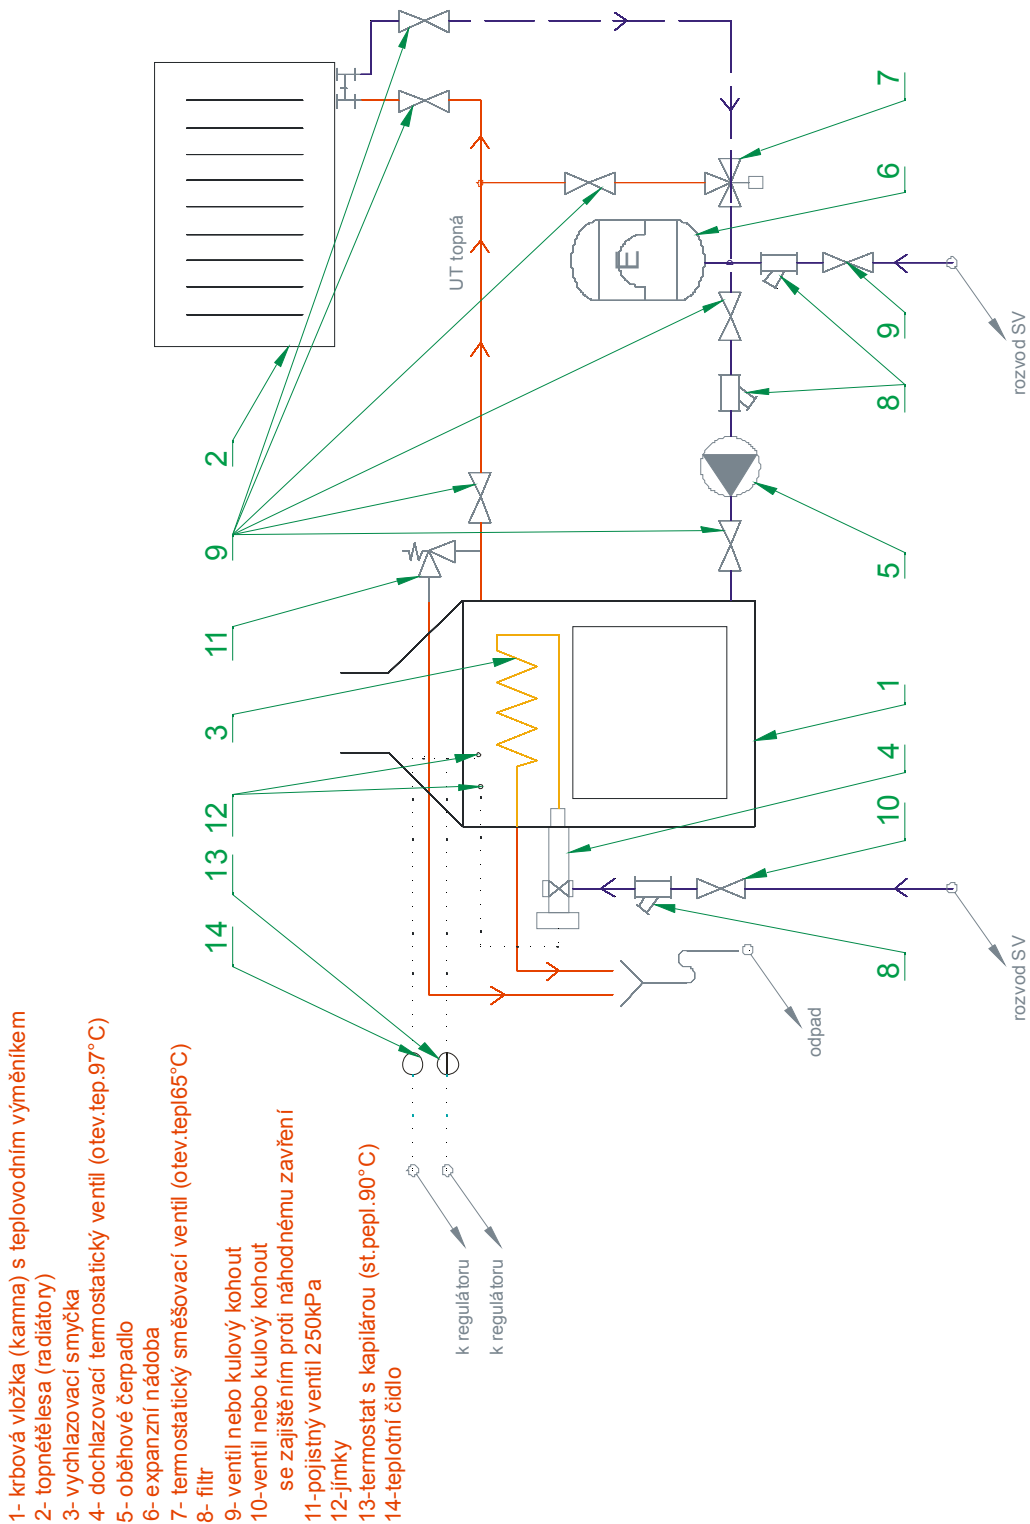 1- krbová vložka (kamna) s teplovodním výměníkem
2- topnétělesa (radiátory)
3- vychlazovací smyčka
4- dochlazovací termostatický ventil (otev.tep.97°C)
5- oběhové čerpadlo
6- expanzní nádoba
7- termostatický směšovací ventil (otev.tepl65°C)
8- filtr
9- ventil nebo kulový kohout
10-ventil nebo kulový kohout
se zajištěním proti náhodnému zavření
11-pojistný ventil 250kPa
12-jímky
13-termostat s kapilárou (st.pepl.90°C)
14-teplotní čidlo
14
13
12
3
11
9
2
k regulátoru
k regulátoru
UT topná
E
odpad
8
10
4
1
5
8
9
6
7
rozvod SV
rozvod SV